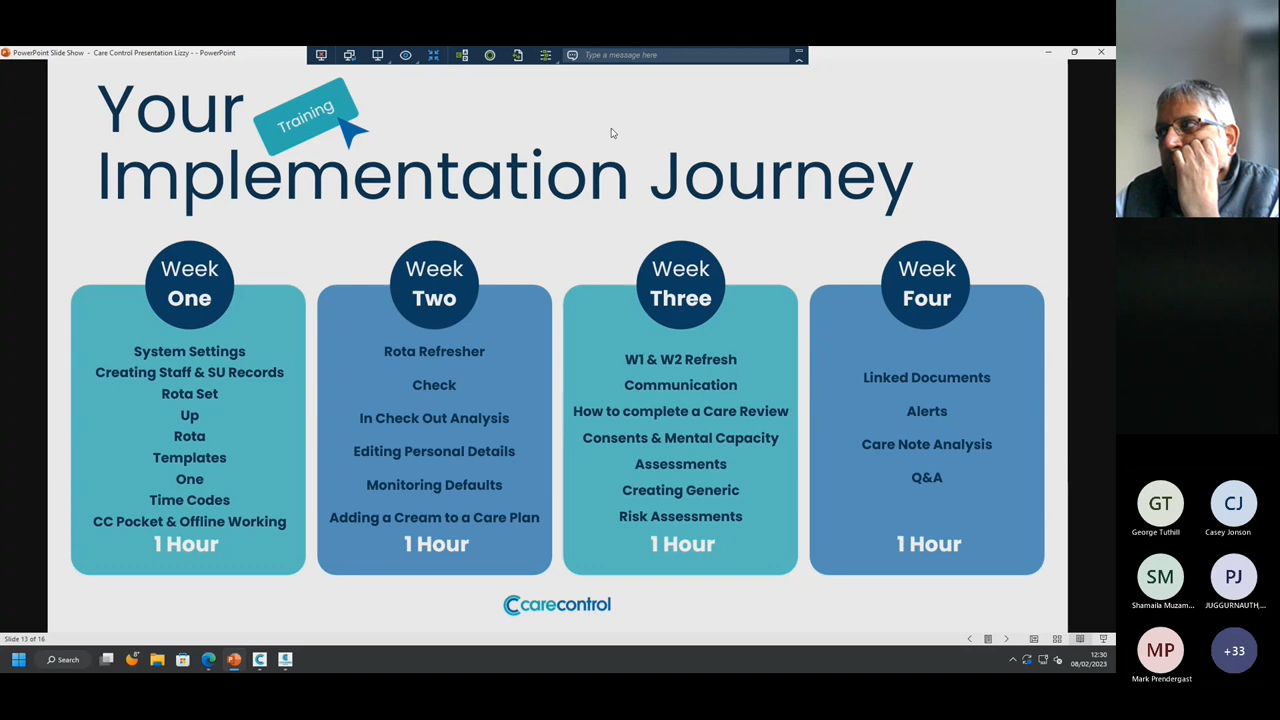 PowerPoint Slide Show - Care Control Presentation Lizzy - - PowerPoint
Type a message here
Your
Training
Implementation Journey
Week
One
System Settings
Creating Staff & SU Records
Rota Set
Up
Rota
Templates
One
Time Codes
CC Pocket & Offline Working
1 Hour
Week
Two
Rota Refresher
Check
In Check Out Analysis
Editing Personal Details
Monitoring Defaults
Adding a Cream to a Care Plan
1 Hour
Week
Three
W1 & W2 Refresh
Communication
How to complete a Care Review
Consents & Mental Capacity
Assessments
Creating Generic
Risk Assessments
1 Hour
Week
Four
Linked Documents
Alerts
Care Note Analysis
Q&A
1 Hour
carecontrol
Slide 13 of 16
Search
8°
12:30
08/02/2023
GT
George Tuthill
CJ
Casey Jonson
SM
Shamaila Muzam...
PJ
JUGGURNAUTH,...
MP
Mark Prendergast
+33